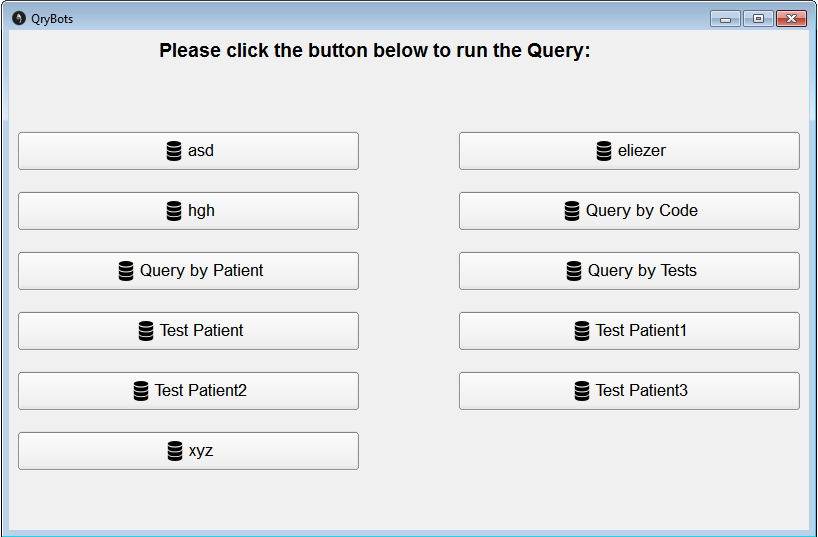 QryBots
Please click the button below to run the Query:
asd
eliezer
hgh
Query by Code
Query by Patient
Query by Tests
Test Patient
Test Patient1
Test Patient2
Test Patient3
xyz